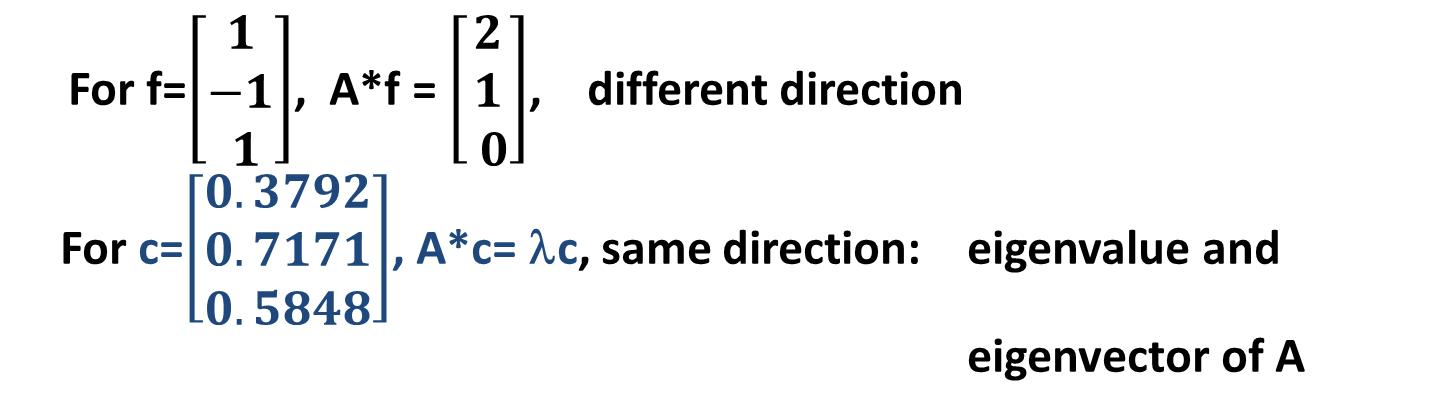 For f= [1 −1 1], A*f = [2 1 0], different direction
For c= [0.3792 0.7171 0.5848], A*c= λc, same direction: eigenvalue and
eigenvector of A